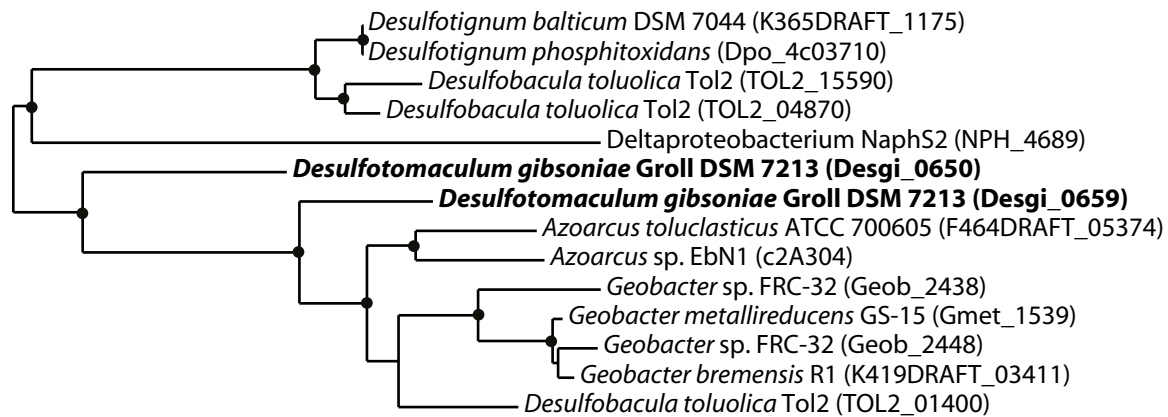 Desulfotignum balticum DSM 7044 (K365DRAFT_1175)
Desulfotignum phosphitoxidans (Dpo_4c03710)
Desulfobacula toluolica Tol2 (TOL2_15590)
Desulfobacula toluolica Tol2 (TOL2_04870)
Deltaproteobacterium NaphS2 (NPH_4689)
Desulfotomaculum gibsoniae Groll DSM 7213 (Desgi_0650)
Desulfotomaculum gibsoniae Groll DSM 7213 (Desgi_0659)
Azoarcus toluclasticus ATCC 700605 (F464DRAFT_05374)
Azoarcus sp. EbN1 (c2A304)
Geobacter sp. FRC-32 (Geob_2438)
Geobacter metallireducens GS-15 (Gmet_1539)
Geobacter sp. FRC-32 (Geob_2448)
Geobacter bremensis R1 (K419DRAFT_03411)
Desulfobacula toluolica Tol2 (TOL2_01400)